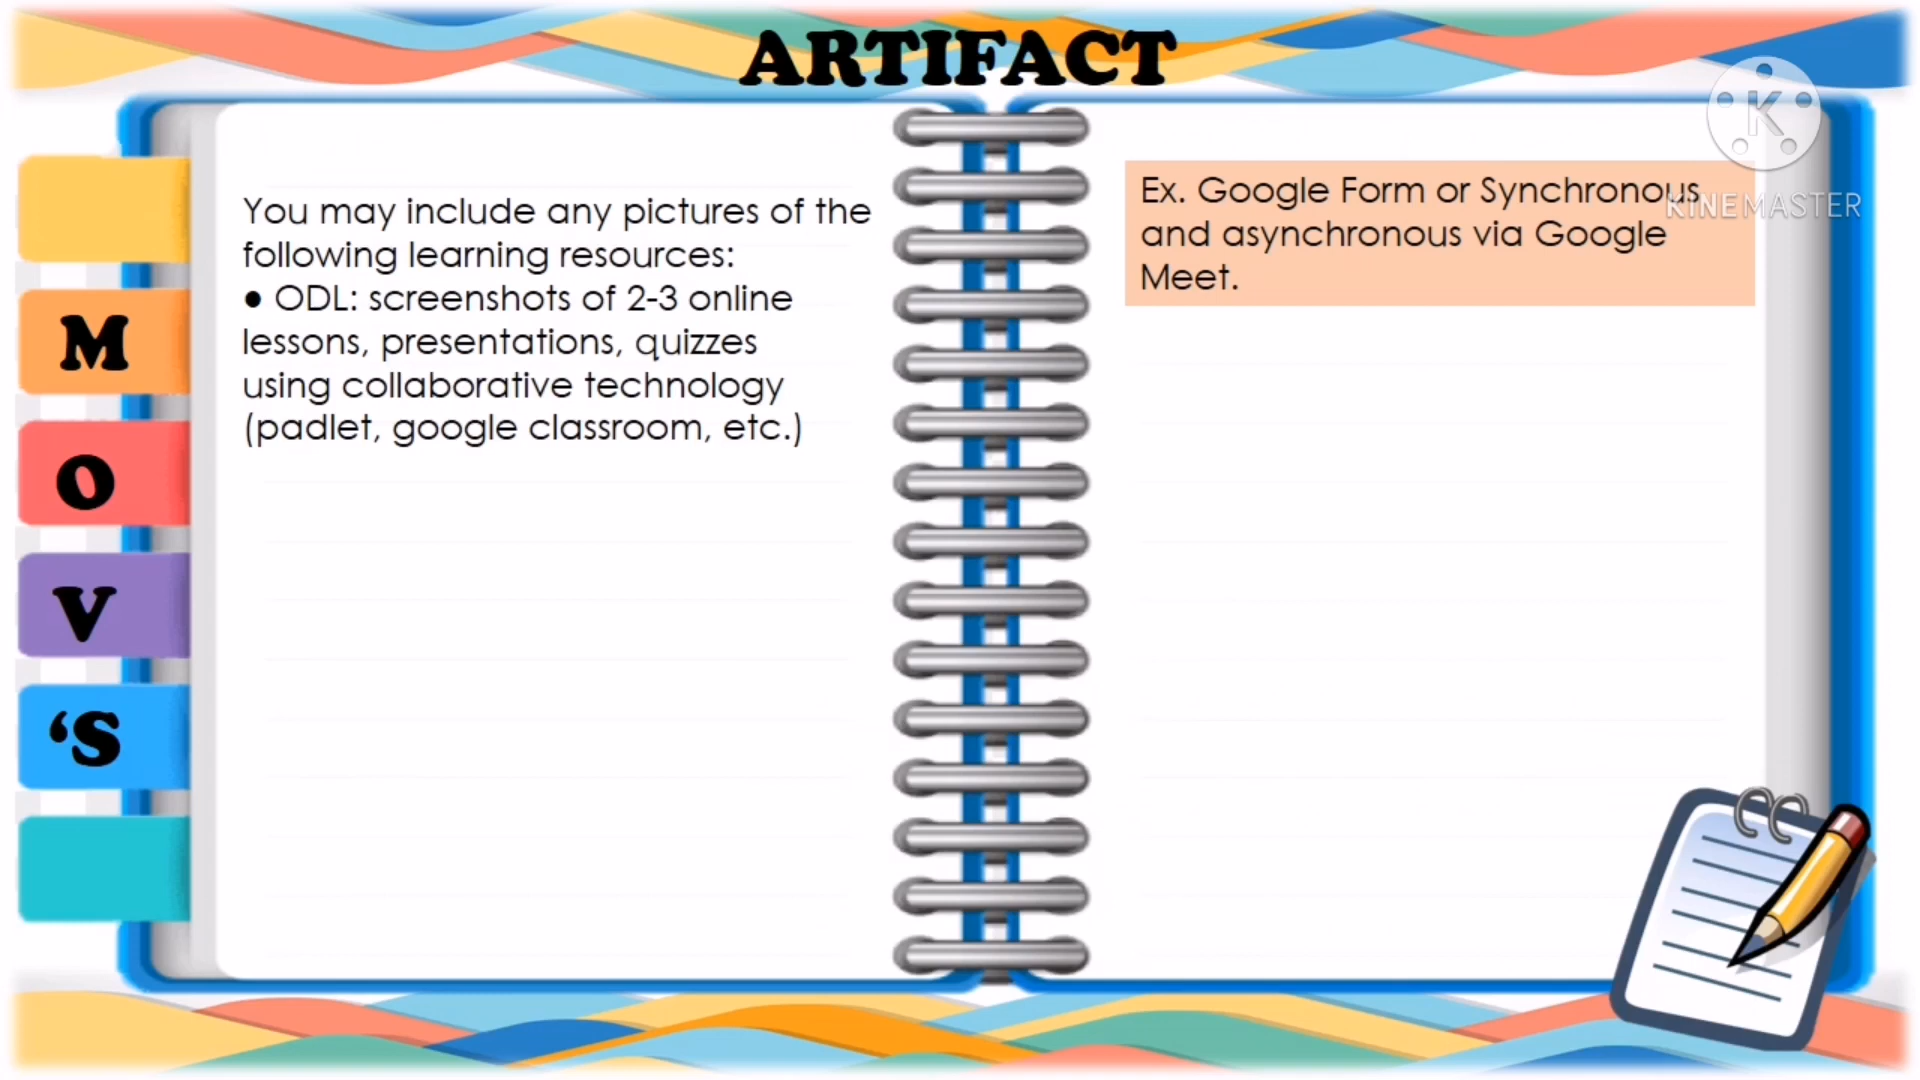 ARTIFACT
You may include any pictures of the
following learning resources:
● ODL: screenshots of 2-3 online
lessons, presentations, quizzes
using collaborative technology
(padlet, google classroom, etc.)
Ex. Google Form or Synchronous
and asynchronous via Google
Meet.
M
O
V
‘S
K
KINEMASTER